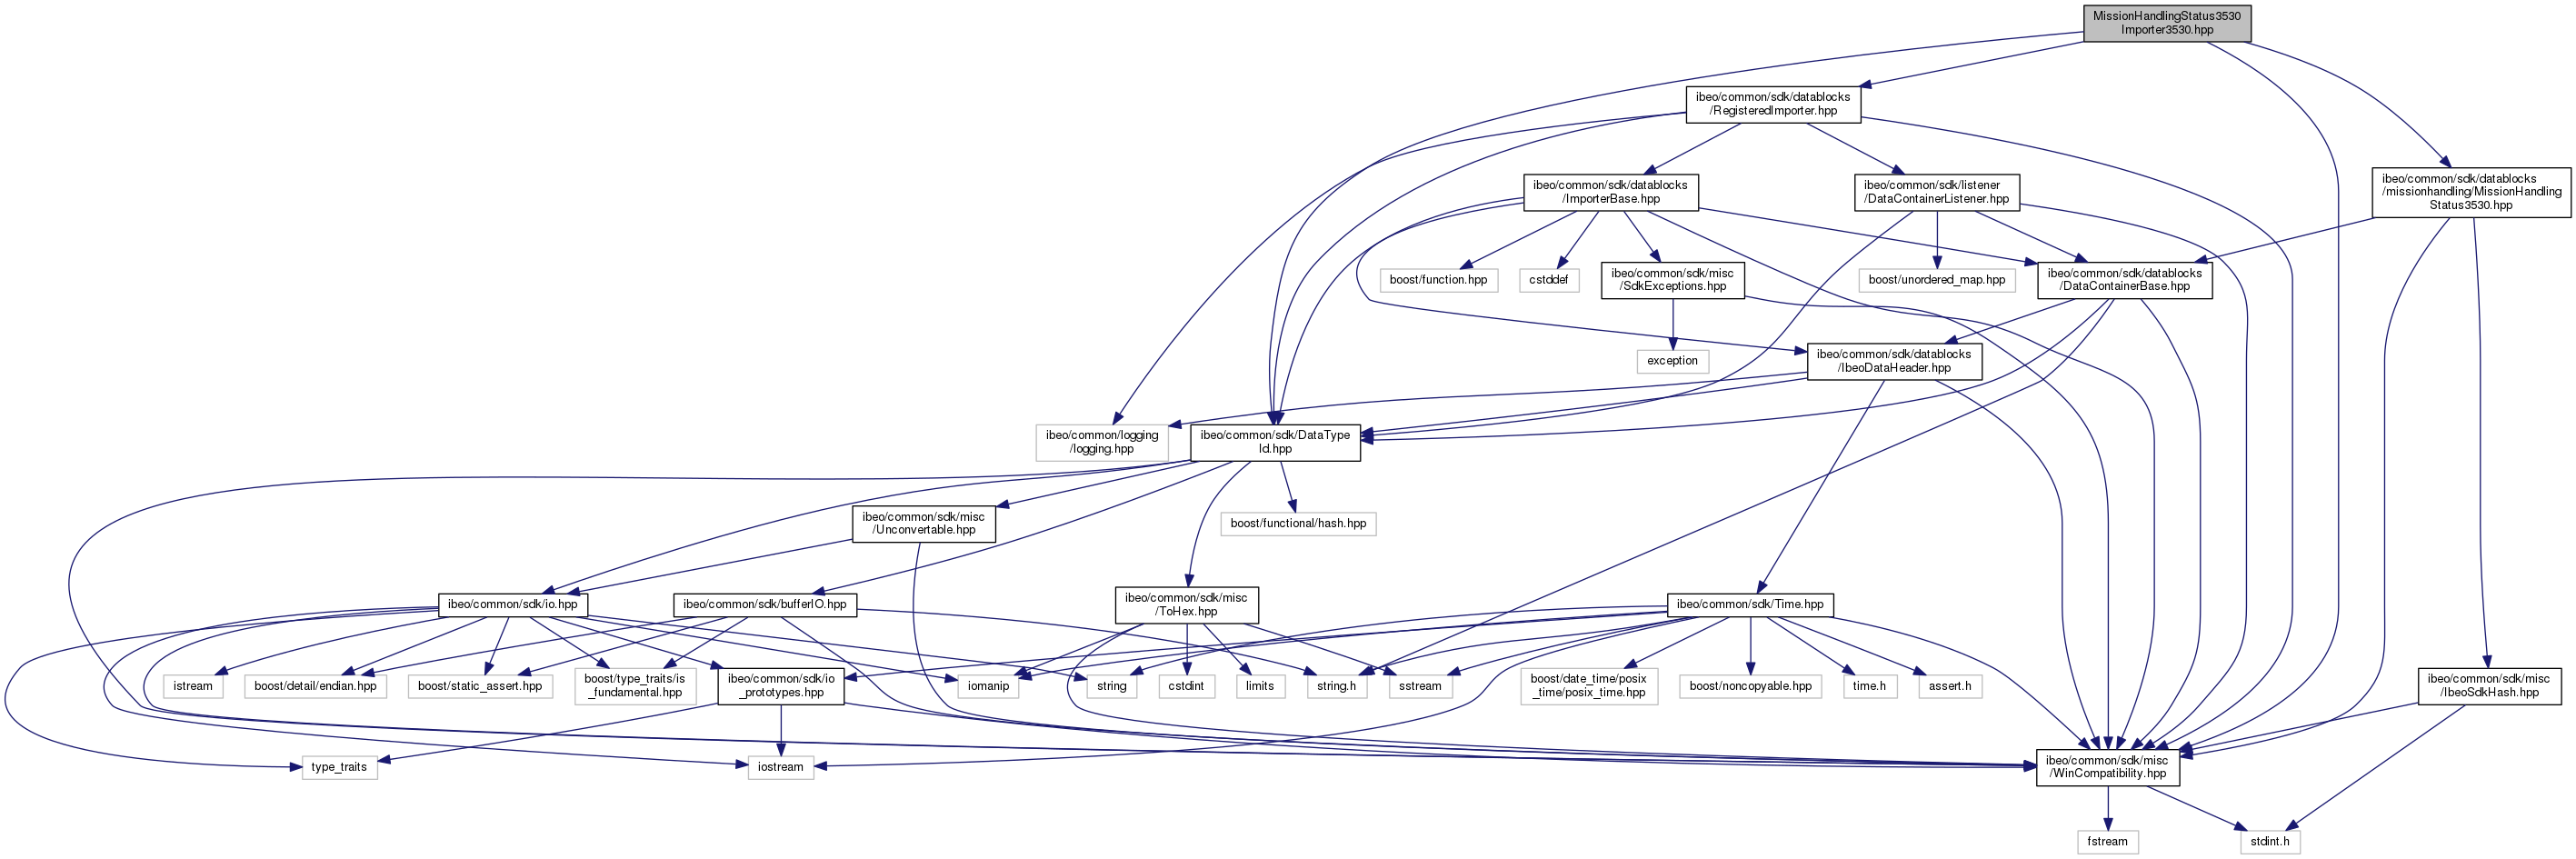 MissionHandlingStatus3530
Importer3530.hpp
ibeo/common/sdk/datablocks
/RegisteredImporter.hpp
ibeo/common/sdk/datablocks
/ImporterBase.hpp
ibeo/common/sdk/listener
/DataContainerListener.hpp
ibeo/common/sdk/datablocks
/missionhandling/MissionHandling
Status3530.hpp
boost/function.hpp
cstddef
ibeo/common/sdk/misc
/SdkExceptions.hpp
boost/unordered_map.hpp
ibeo/common/sdk/datablocks
/DataContainerBase.hpp
exception
ibeo/common/sdk/datablocks
/IbeoDataHeader.hpp
ibeo/common/logging
/logging.hpp
ibeo/common/sdk/DataType
Id.hpp
ibeo/common/sdk/misc
/Unconvertable.hpp
boost/functional/hash.hpp
ibeo/common/sdk/io.hpp
ibeo/common/sdk/bufferIO.hpp
ibeo/common/sdk/misc
/ToHex.hpp
ibeo/common/sdk/Time.hpp
istream
boost/detail/endian.hpp
boost/static_assert.hpp
boost/type_traits/is
_fundamental.hpp
ibeo/common/sdk/io
_prototypes.hpp
iomanip
string
cstdint
limits
string.h
sstream
boost/date_time/posix
_time/posix_time.hpp
boost/noncopyable.hpp
time.h
assert.h
ibeo/common/sdk/misc
/IbeoSdkHash.hpp
type_traits
iostream
ibeo/common/sdk/misc
/WinCompatibility.hpp
fstream
stdint.h